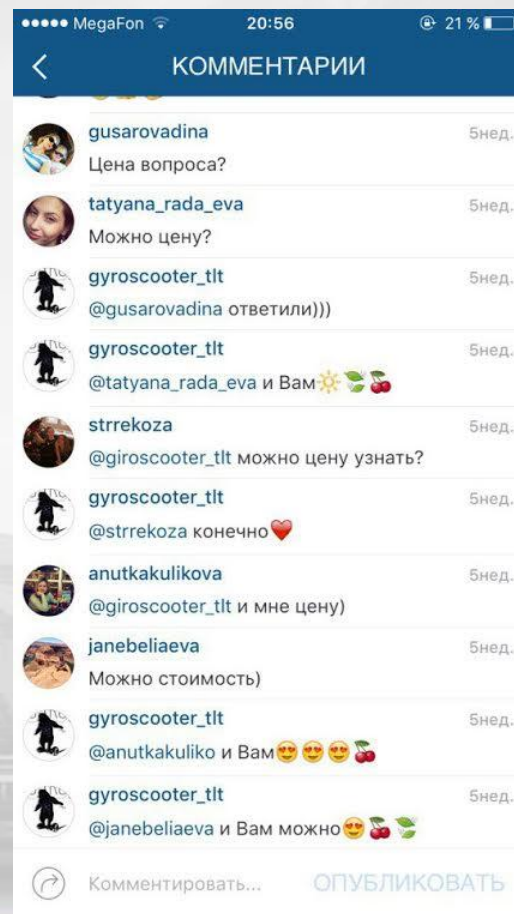 MegaFon 20:56 21 %
КОММЕНТАРИИ
gusarovadina 5нед.
Цена вопроса?
tatyana_rada_eva 5нед.
Можно цену?
gyroscooter_tlt 5нед.
@gusarovadina ответили)))
gyroscooter_tlt 5нед.
@tatyana_rada_eva и Вам☀️🍃🍒
strrekoza 5нед.
@giroscooter_tlt можно цену узнать?
gyroscooter_tlt 5нед.
@strrekoza конечно❤️
anutkakulikova 5нед.
@giroscooter_tlt и мне цену)
janebeliaeva 5нед.
Можно стоимость)
gyroscooter_tlt 5нед.
@anutkakuliko и Вам😍😍😍🍒
gyroscooter_tlt 5нед.
@janebeliaeva и Вам можно😍🍒🍃
Комментировать... ОПУБЛИКОВАТЬ